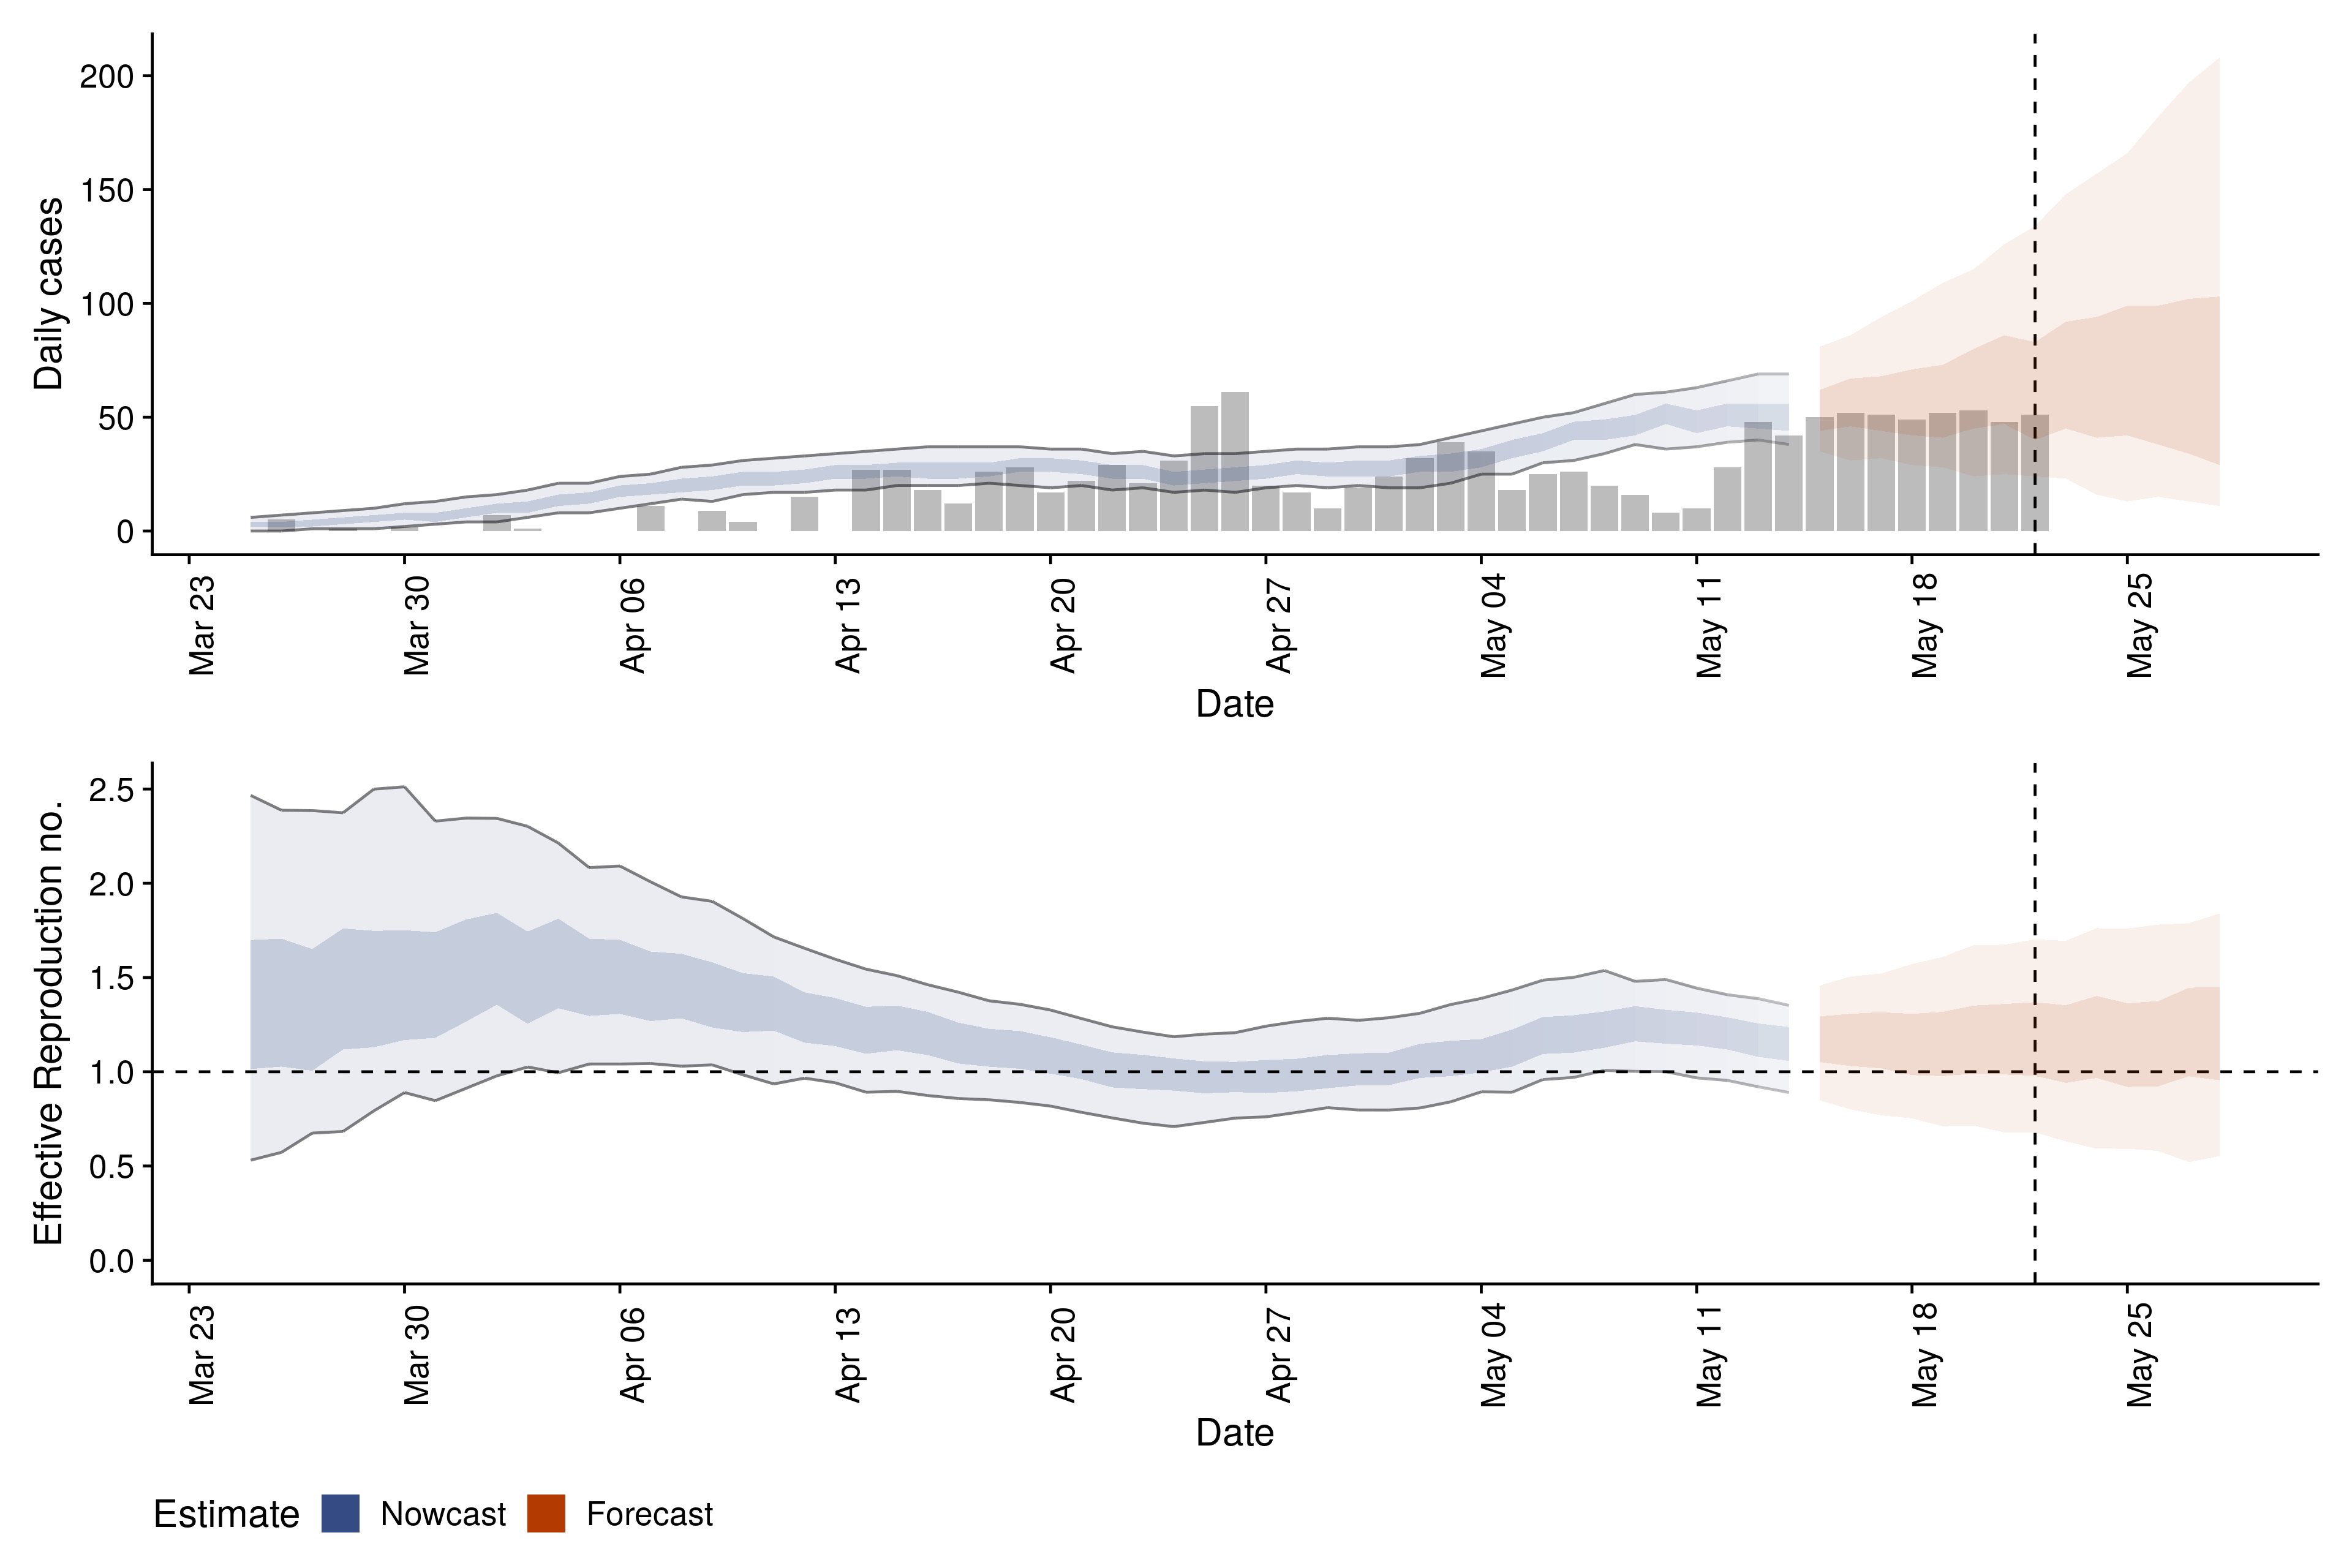 Daily cases
200
150
100
50
0
Mar 23
Mar 30
Apr 06
Apr 13
Apr 20
Apr 27
May 04
May 11
May 18
May 25
Date
Effective Reproduction no.
2.5
2.0
1.5
1.0
0.5
0.0
Mar 23
Mar 30
Apr 06
Apr 13
Apr 20
Apr 27
May 04
May 11
May 18
May 25
Date
Estimate Nowcast Forecast